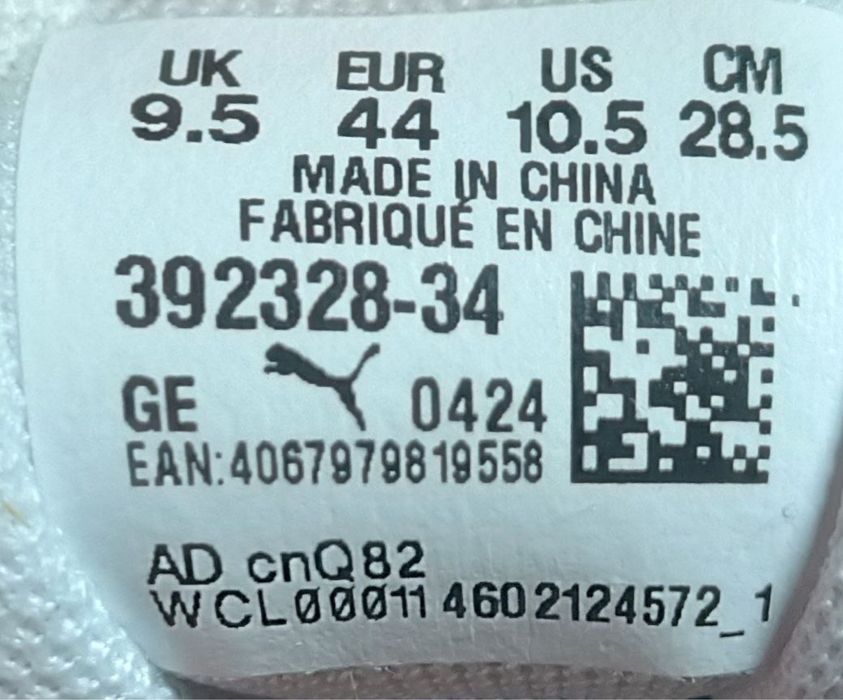 UK EUR US CM
9.5 44 10.5 28.5
MADE IN CHINA
FABRIQUÉ EN CHINE
392328-34
GE 0424
EAN:4067979819558
AD cnQ82
WCL00011 4602124572_1